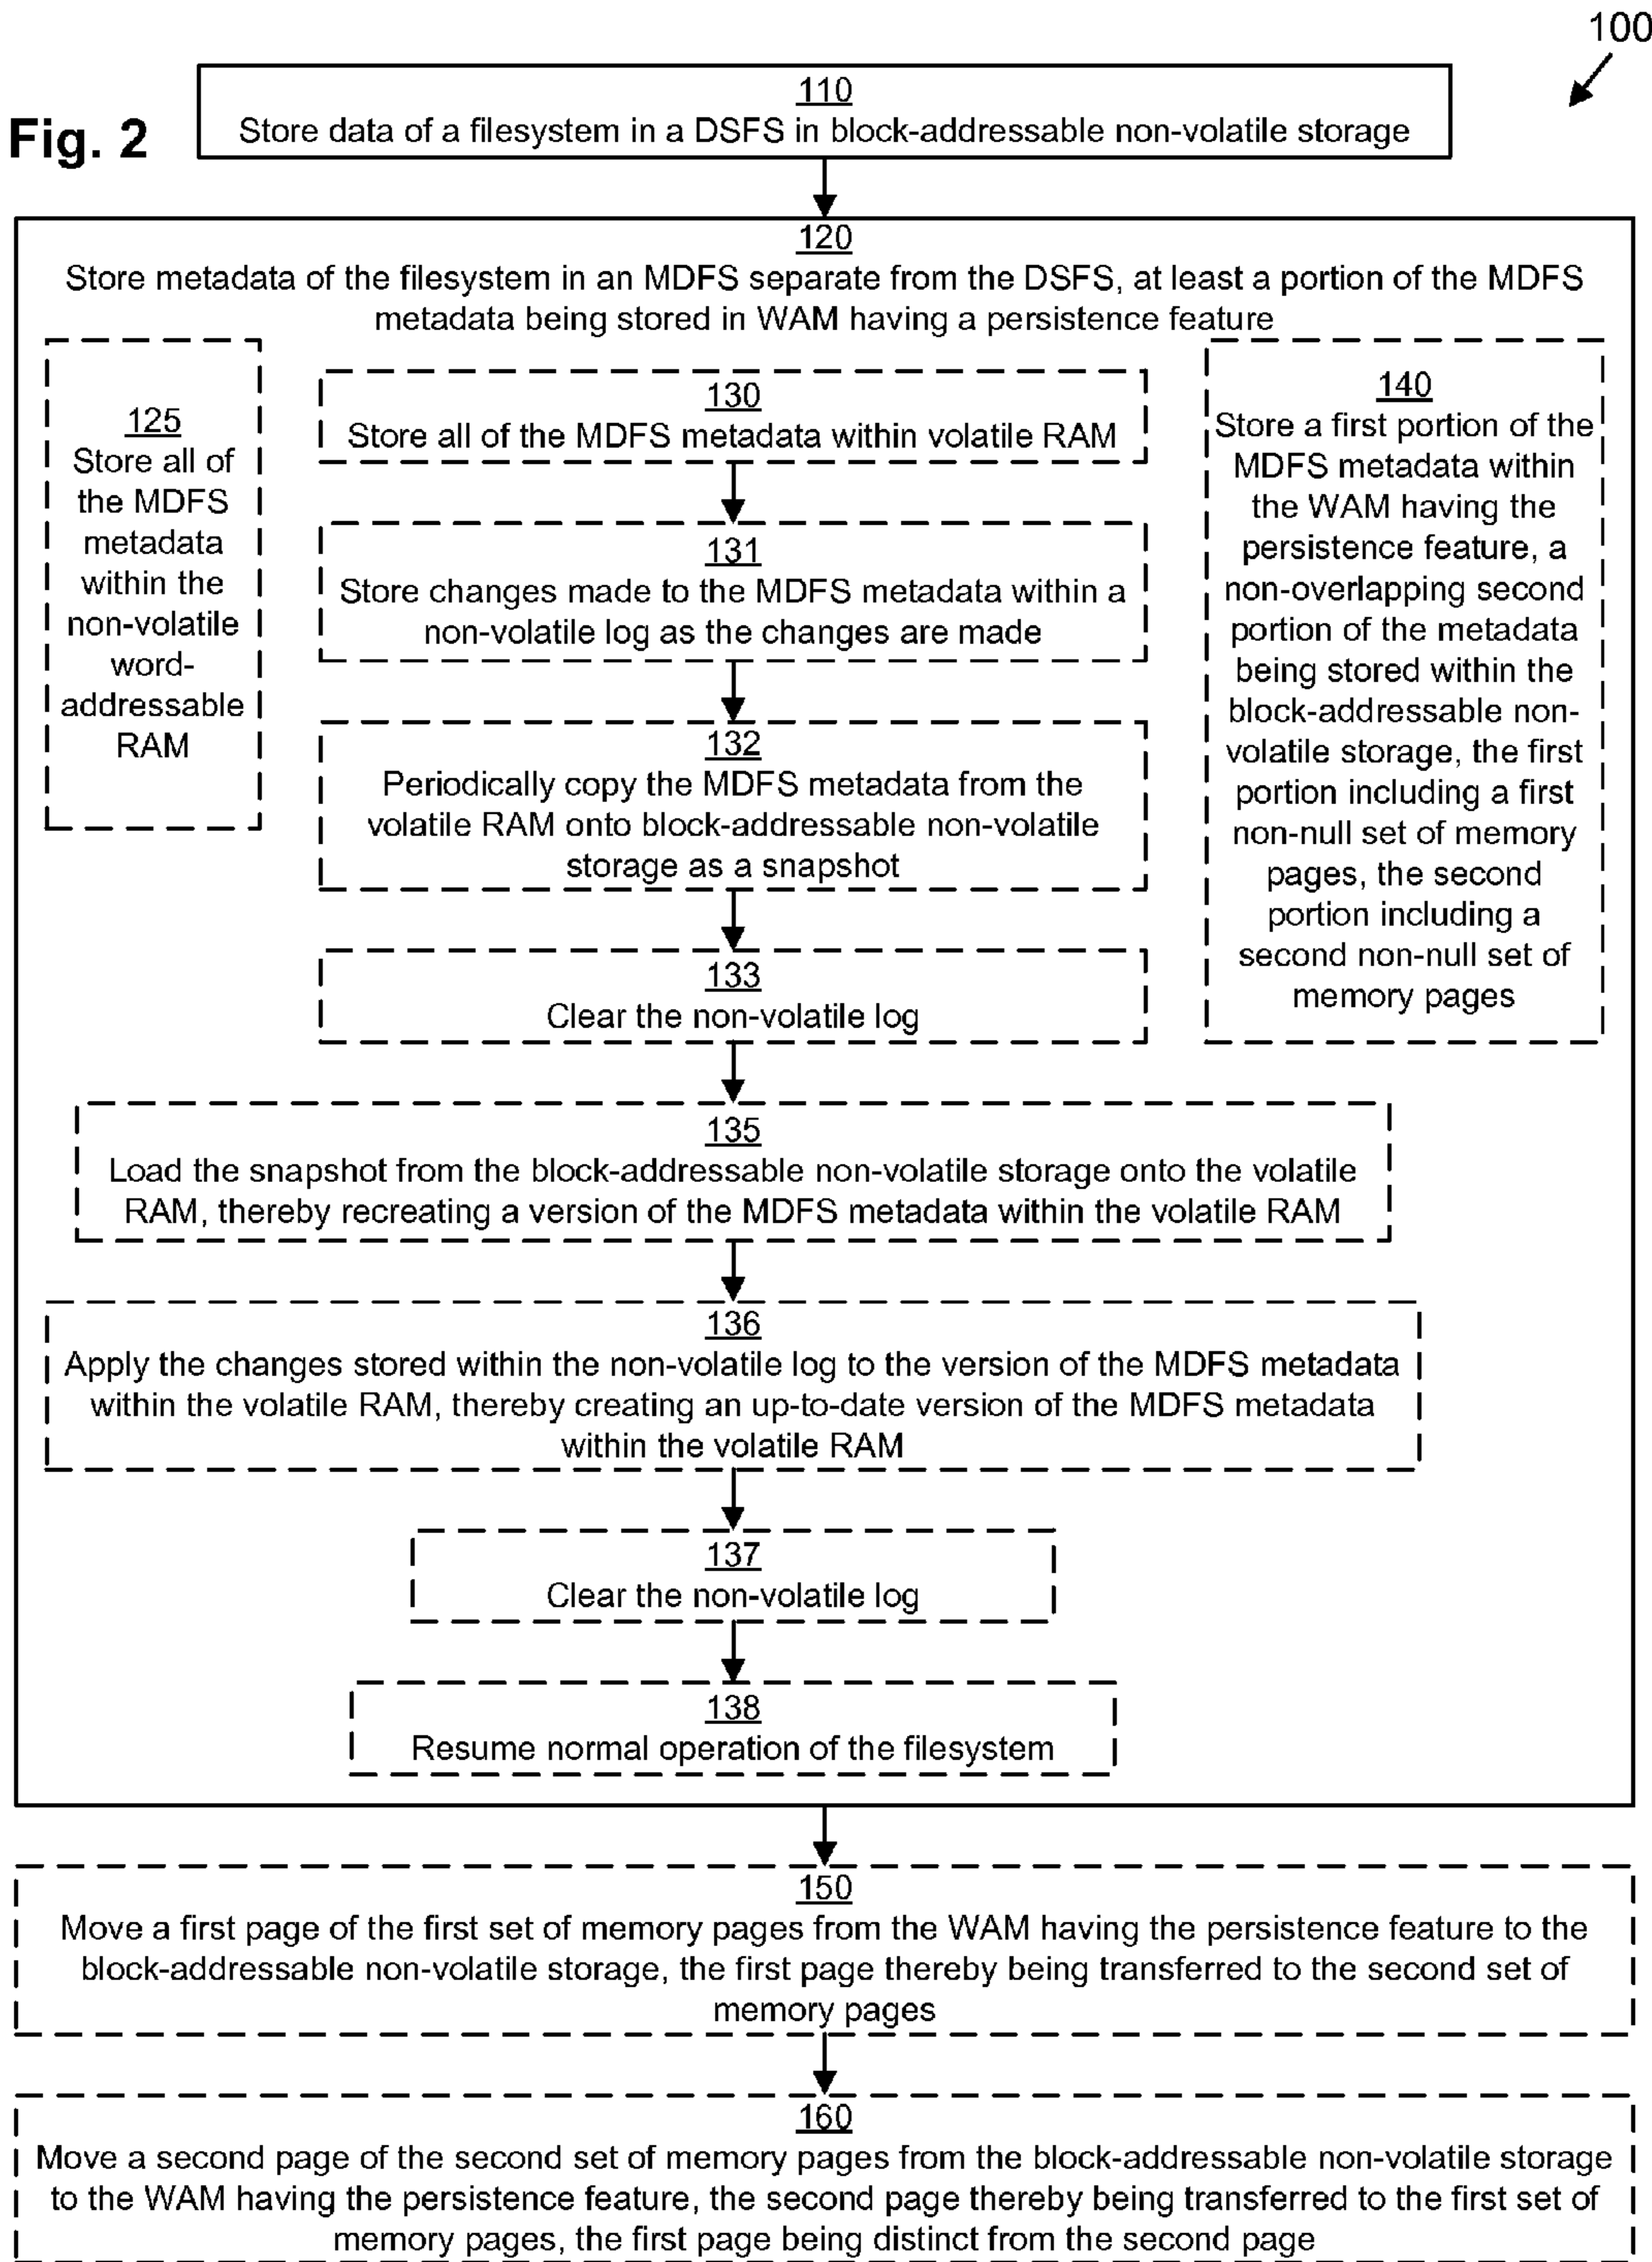 100
110
Store data of a filesystem in a DSFS in block-addressable non-volatile storage
Fig. 2
120
Store metadata of the filesystem in an MDFS separate from the DSFS, at least a portion of the MDFS
metadata being stored in WAM having a persistence feature
125
Store all of
the MDFS
metadata
within the
non-volatile
word-
addressable
RAM
130
Store all of the MDFS metadata within volatile RAM
131
Store changes made to the MDFS metadata within a
non-volatile log as the changes are made
132
Periodically copy the MDFS metadata from the
volatile RAM onto block-addressable non-volatile
storage as a snapshot
133
Clear the non-volatile log
140
Store a first portion of the
MDFS metadata within
the WAM having the
persistence feature, a
non-overlapping second
portion of the metadata
being stored within the
block-addressable non-
volatile storage, the first
portion including a first
non-null set of memory
pages, the second
portion including a
second non-null set of
memory pages
135
Load the snapshot from the block-addressable non-volatile storage onto the volatile
RAM, thereby recreating a version of the MDFS metadata within the volatile RAM
136
Apply the changes stored within the non-volatile log to the version of the MDFS metadata
within the volatile RAM, thereby creating an up-to-date version of the MDFS metadata
within the volatile RAM
137
Clear the non-volatile log
138
Resume normal operation of the filesystem
150
Move a first page of the first set of memory pages from the WAM having the persistence feature to the
block-addressable non-volatile storage, the first page thereby being transferred to the second set of
memory pages
160
Move a second page of the second set of memory pages from the block-addressable non-volatile storage
to the WAM having the persistence feature, the second page thereby being transferred to the first set of
memory pages, the first page being distinct from the second page